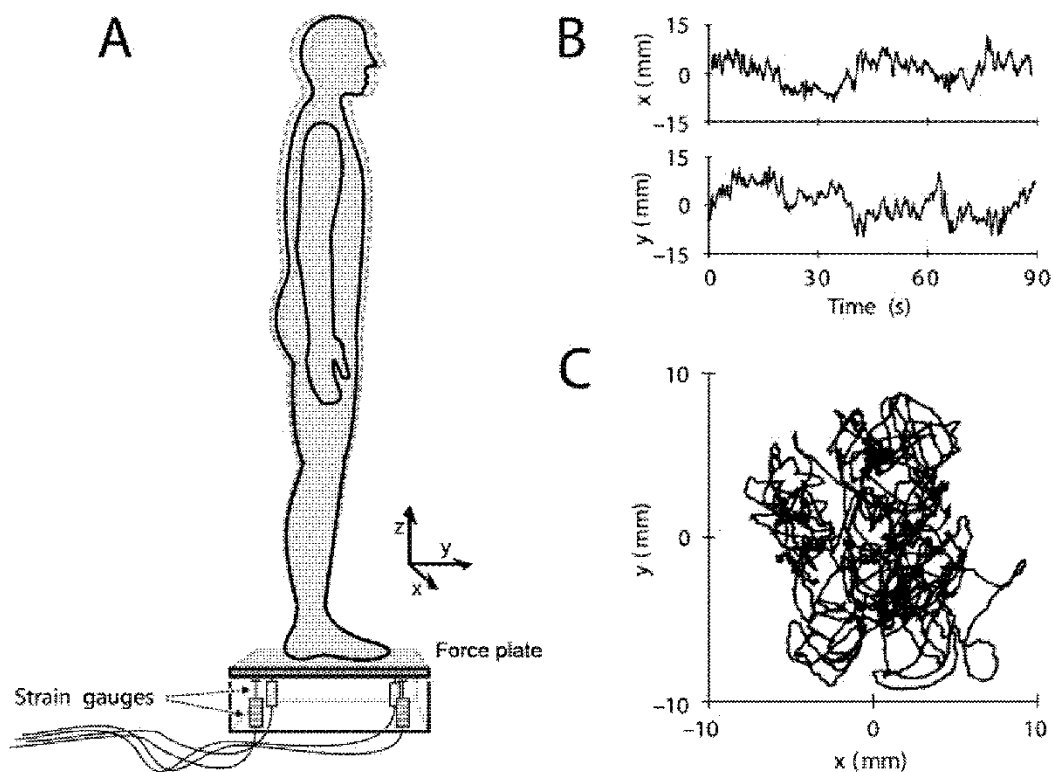 A
z
y
x
Force plate
Strain gauges
B
15
0
–15
x (mm)
15
0
–15
y (mm)
0 30 60 90
Time (s)
C
10
0
–10
y (mm)
–10 0 10
x (mm)